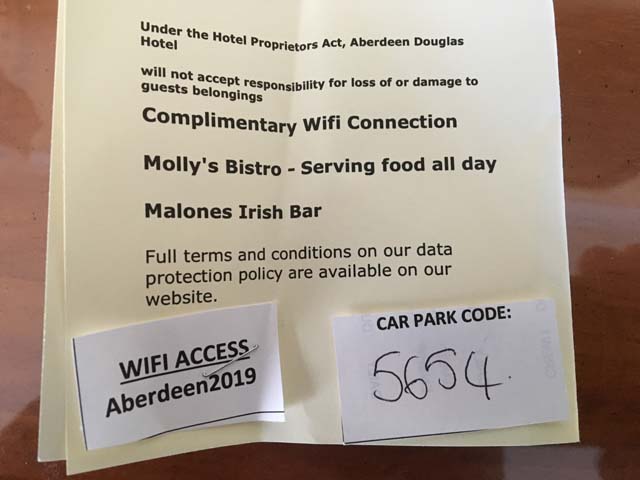 Under the Hotel Proprietors Act, Aberdeen Douglas
Hotel
will not accept responsibility for loss of or damage to
guests belongings
Complimentary Wifi Connection
Molly's Bistro - Serving food all day
Malones Irish Bar
Full terms and conditions on our data
protection policy are available on our
website.
WIFI ACCESS
Aberdeen2019
CAR PARK CODE:
5654.